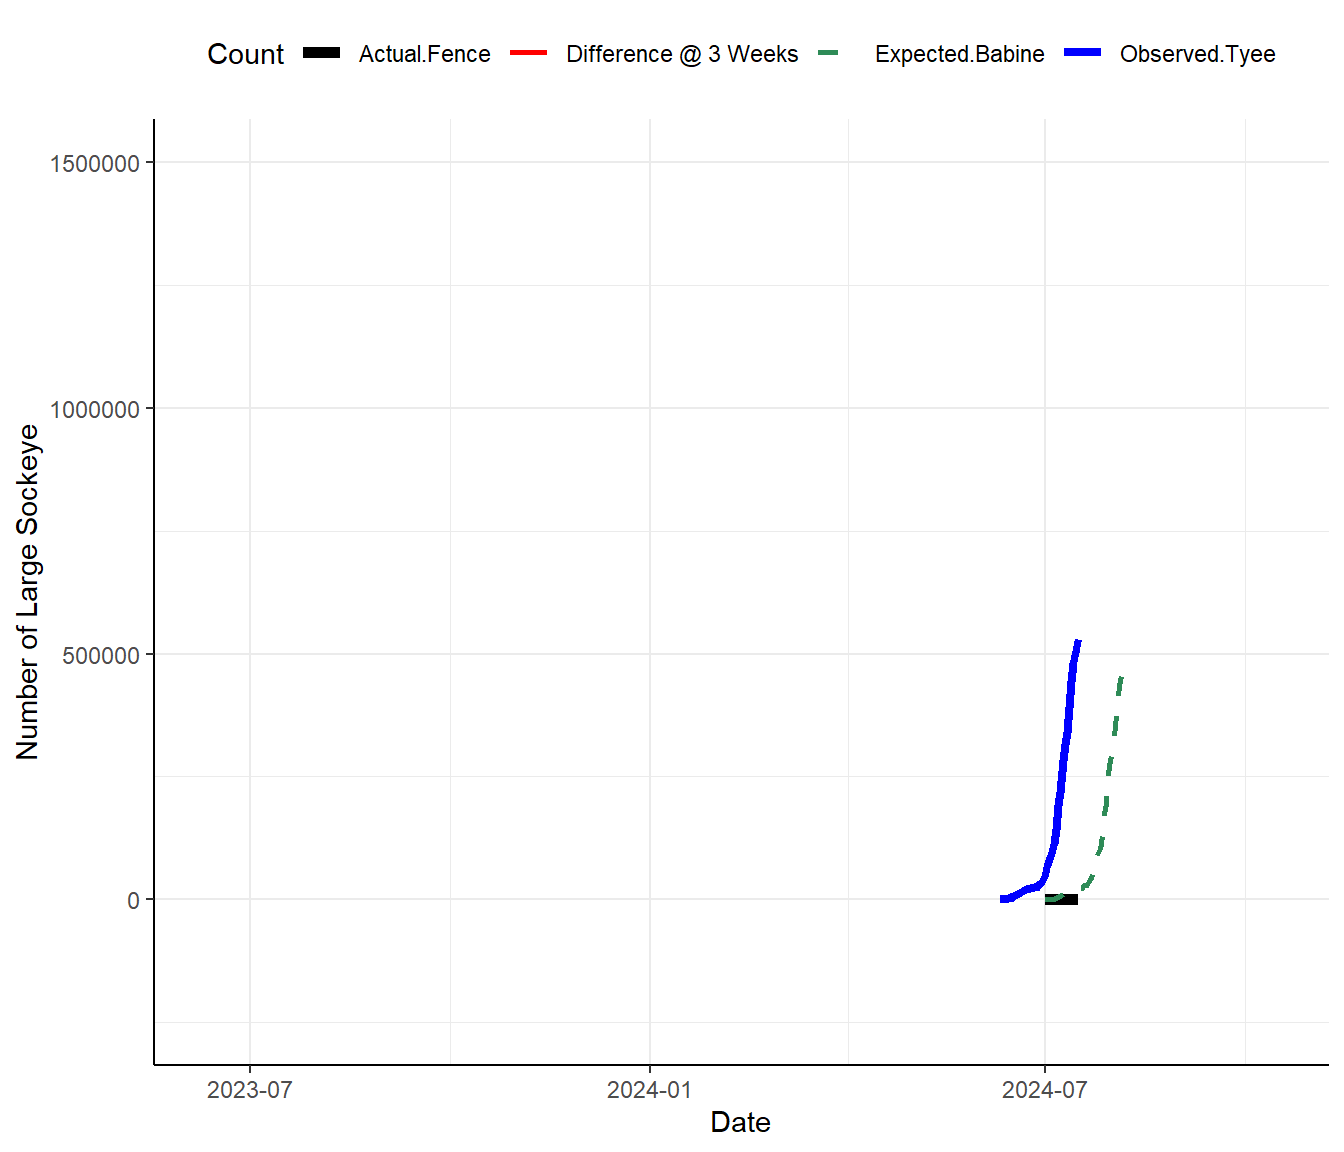 Count Actual.Fence Difference @ 3 Weeks Expected.Babine Observed.Tyee
1500000
1000000
500000
0
Number of Large Sockeye
2023-07 2024-01 2024-07
Date